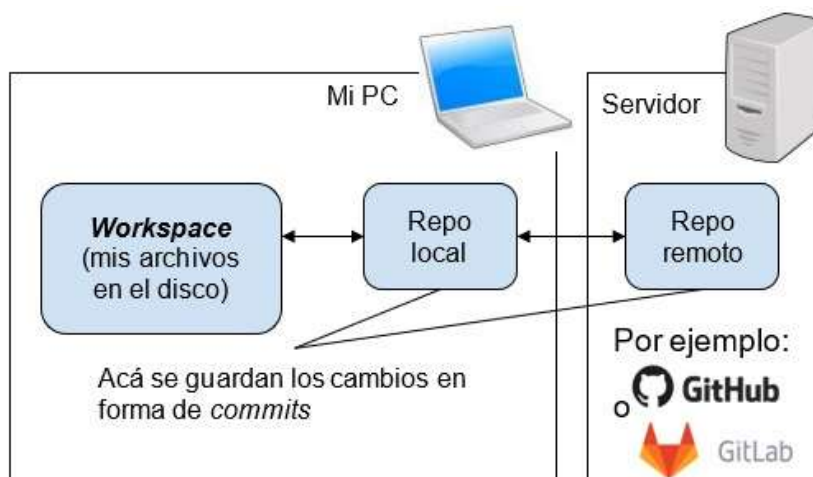 Mi PC
Servidor
Workspace
(mis archivos
en el disco)
Repo
local
Repo
remoto
Acá se guardan los cambios en
forma de commits
Por ejemplo:
GitHub
o
GitLab